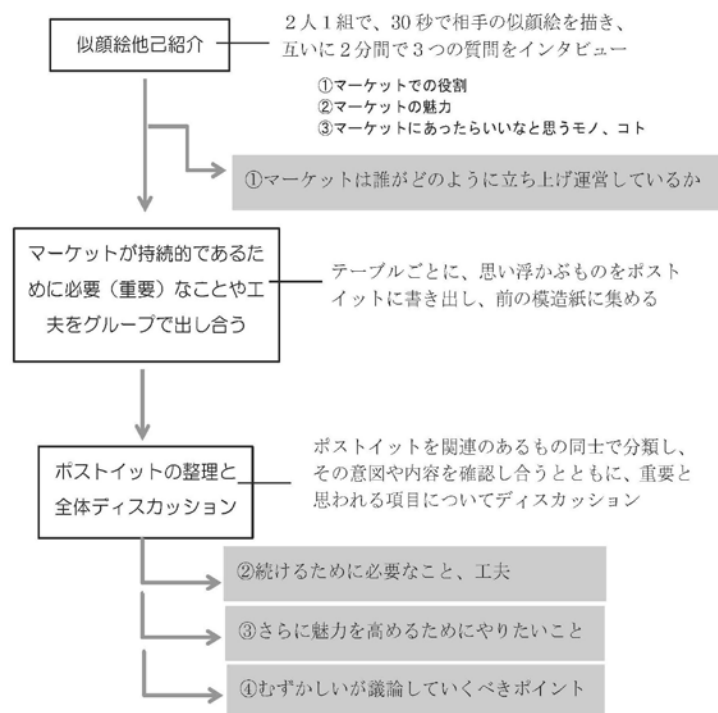 似顔絵他己紹介
２人１組で、30 秒で相手の似顔絵を描き、
互いに２分間で３つの質問をインタビュー
①マーケットでの役割
②マーケットの魅力
③マーケットにあったらいいなと思うモノ、コト
①マーケットは誰がどのように立ち上げ運営しているか
マーケットが持続的であるた
めに必要（重要）なことや工
夫をグループで出し合う
テーブルごとに、思い浮かぶものをポスト
イットに書き出し、前の模造紙に集める
ポストイットの整理と
全体ディスカッション
ポストイットを関連のあるもの同士で分類し、
その意図や内容を確認し合うとともに、重要と
思われる項目についてディスカッション
②続けるために必要なこと、工夫
③さらに魅力を高めるためにやりたいこと
④むずかしいが議論していくべきポイント